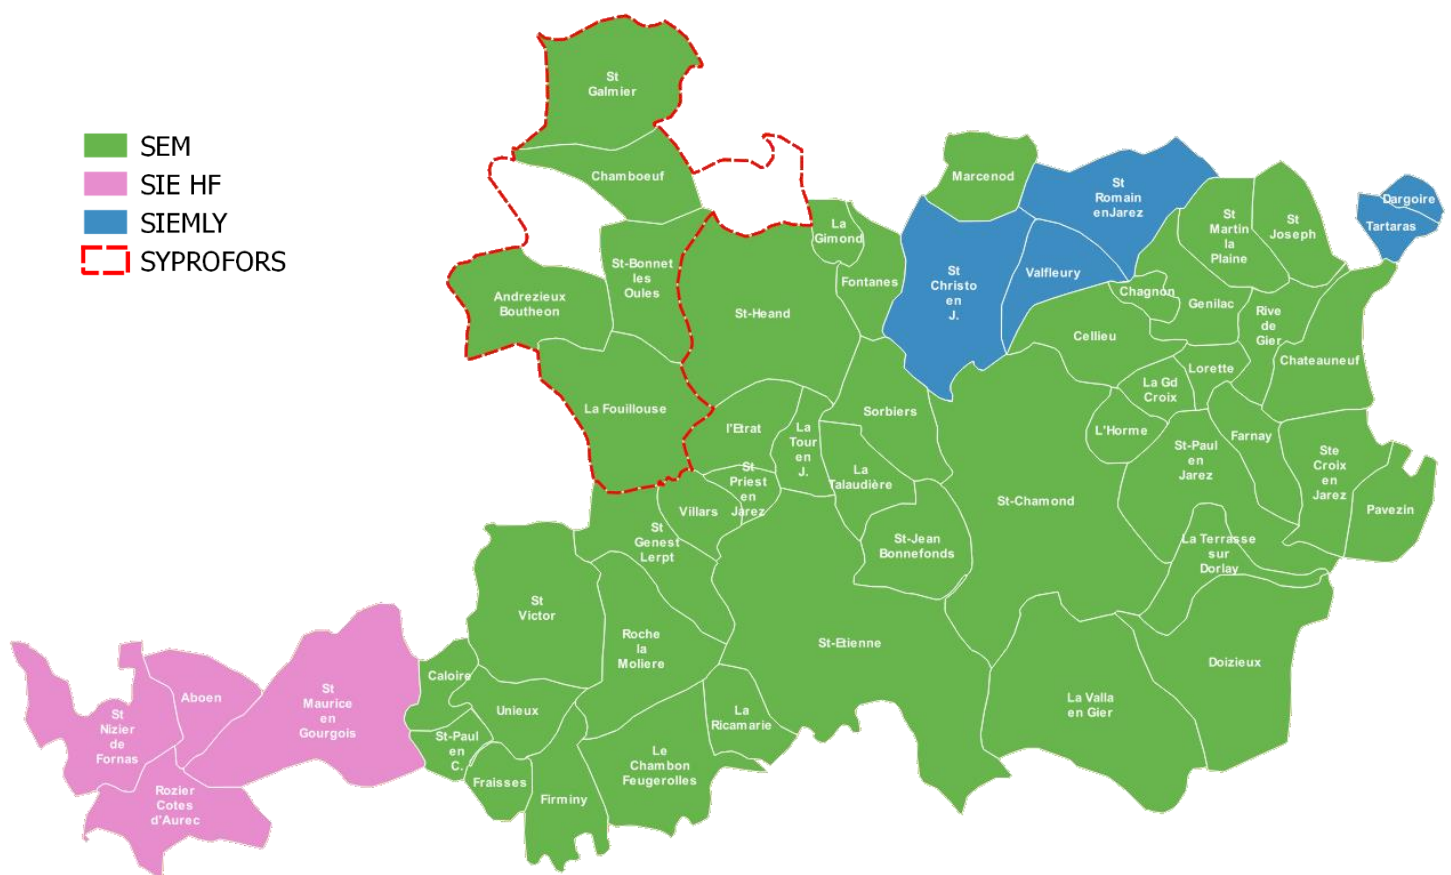 SEM
SIE HF
SIEMLY
SYPROFORS
St
Galmier
Chamboeuf
Marcenod
St
Romain
enJarez
Dargoire
Tartaras
La
Gimond
St
Martin
la
Plaine
St
Joseph
St-Bonnet
les
Oules
Andrezieux
Boutheon
Fontanes
St
Christo
en
J.
Valfleury
Chagnon
Genilac
St-Heand
Rive
de
Gier
Cellieu
Chateauneuf
Lorette
La Gd
Croix
La Fouillouse
l'Etrat
La
Tour
en
J.
Sorbiers
L'Horme
St-Paul
en
Jarez
Farnay
Ste
Croix
en
Jarez
St
Priest
en
Jarez
La
Talaudière
Villars
St-Chamond
Pavezin
St
Genest
Lerpt
St-Jean
Bonnefonds
La Terrasse
sur
Dorlay
St
Victor
Roche
la
Moliere
St-Etienne
Doizieux
Caloire
Aboen
St
Maurice
en
Gourgois
St
Nizier
de
Fornas
Unieux
La
Ricamarie
La Valla
en Gier
St-Paul
en
C.
Le
Chambon
Feugerolles
Fraisses
Firminy
Rozier
Cotes
d'Aurec